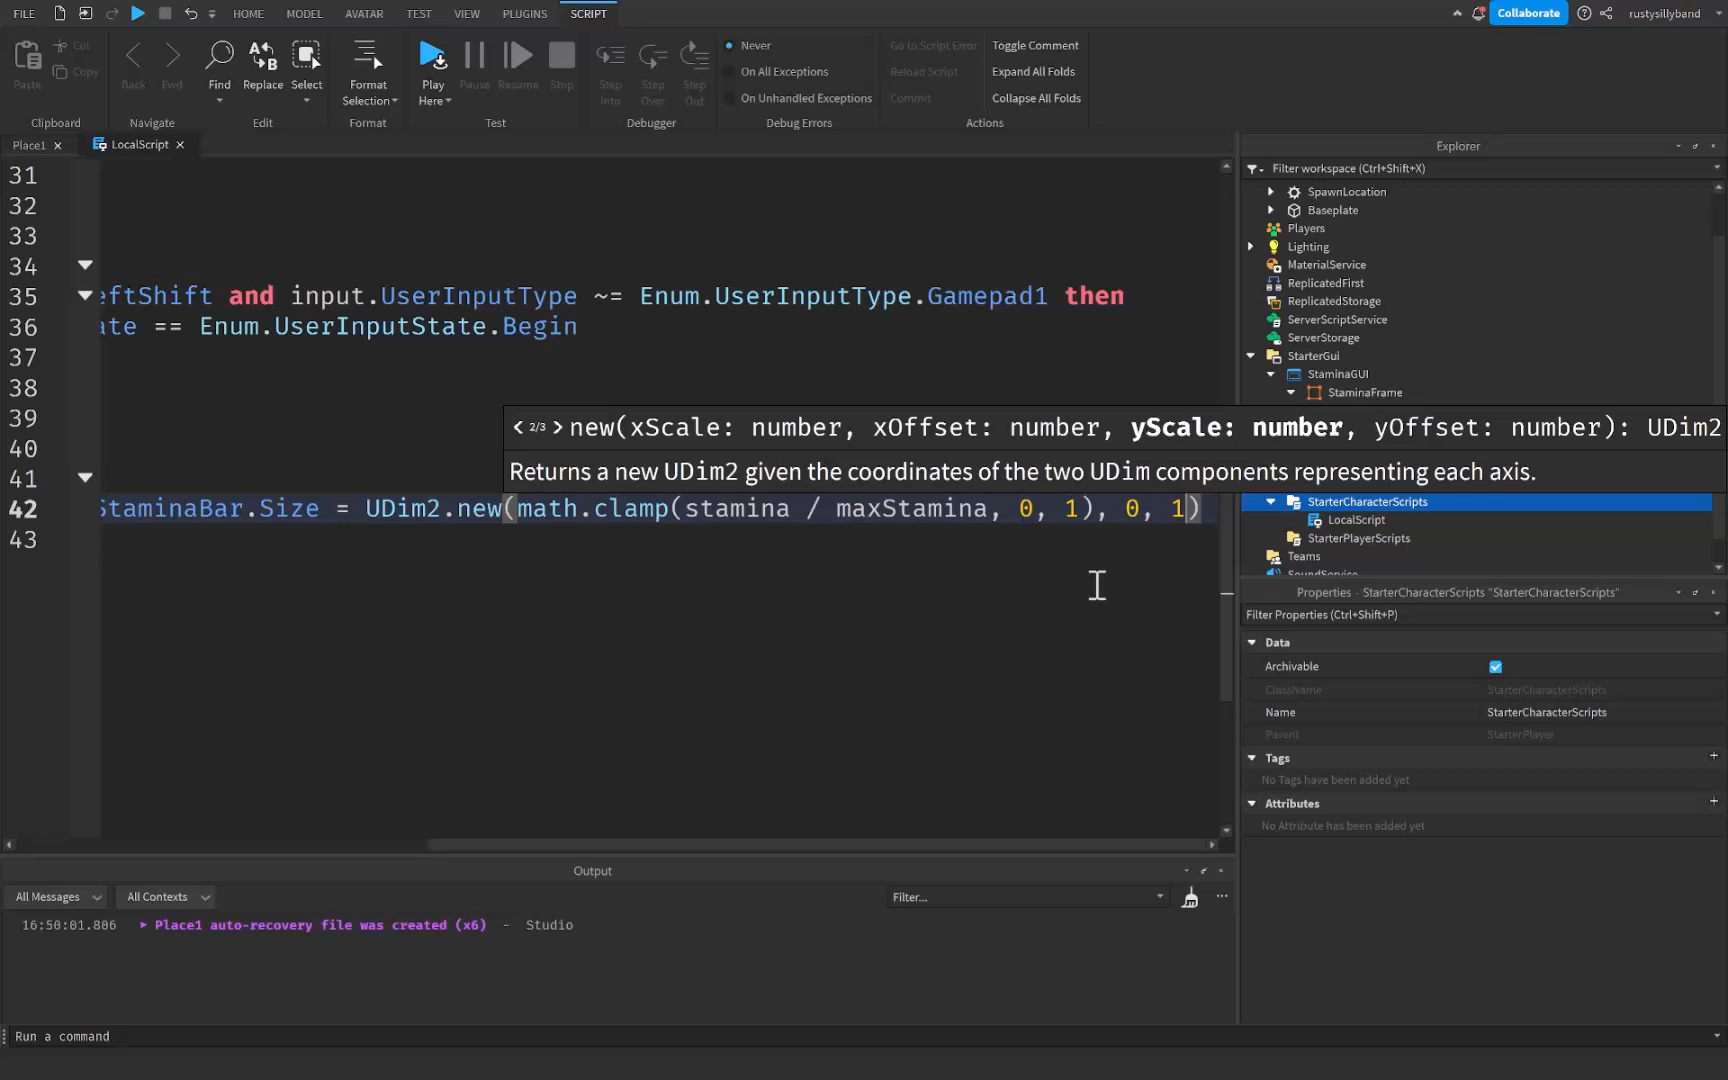 FILE HOME MODEL AVATAR TEST VIEW PLUGINS SCRIPT Collaborate rustysillyband
Paste Cut Copy Back Fwd Find Replace Select Format Selection Play Here Pause Resume Stop Step Into Step Over Step Out
Never
On All Exceptions
On Unhandled Exceptions
Go to Script Error
Reload Script
Commit
Toggle Comment
Expand All Folds
Collapse All Folds
Clipboard Navigate Edit Format Test Debugger Debug Errors Actions
Place1 LocalScript
31
32
33
34
35 eftShift and input.UserInputType ~= Enum.UserInputType.Gamepad1 then
36 ate == Enum.UserInputState.Begin
37
38
39
40
41
< 2/3 > new(xScale: number, xOffset: number, yScale: number, yOffset: number): UDim2
Returns a new UDim2 given the coordinates of the two UDim components representing each axis.
42 StaminaBar.Size = UDim2.new(math.clamp(stamina / maxStamina, 0, 1), 0, 1)
43
Explorer
Filter workspace (Ctrl+Shift+X)
SpawnLocation
Baseplate
Players
Lighting
MaterialService
ReplicatedFirst
ReplicatedStorage
ServerScriptService
ServerStorage
StarterGui
StaminaGUI
StaminaFrame
StarterCharacterScripts
LocalScript
StarterPlayerScripts
Teams
SoundService
Properties - StarterCharacterScripts "StarterCharacterScripts"
Filter Properties (Ctrl+Shift+P)
Data
Archivable
ClassName StarterCharacterScripts
Name StarterCharacterScripts
Parent StarterPlayer
Tags +
No Tags have been added yet
Attributes +
No Attribute has been added yet
Output
All Messages All Contexts Filter...
16:50:01.806 Place1 auto-recovery file was created (x6) - Studio
Run a command